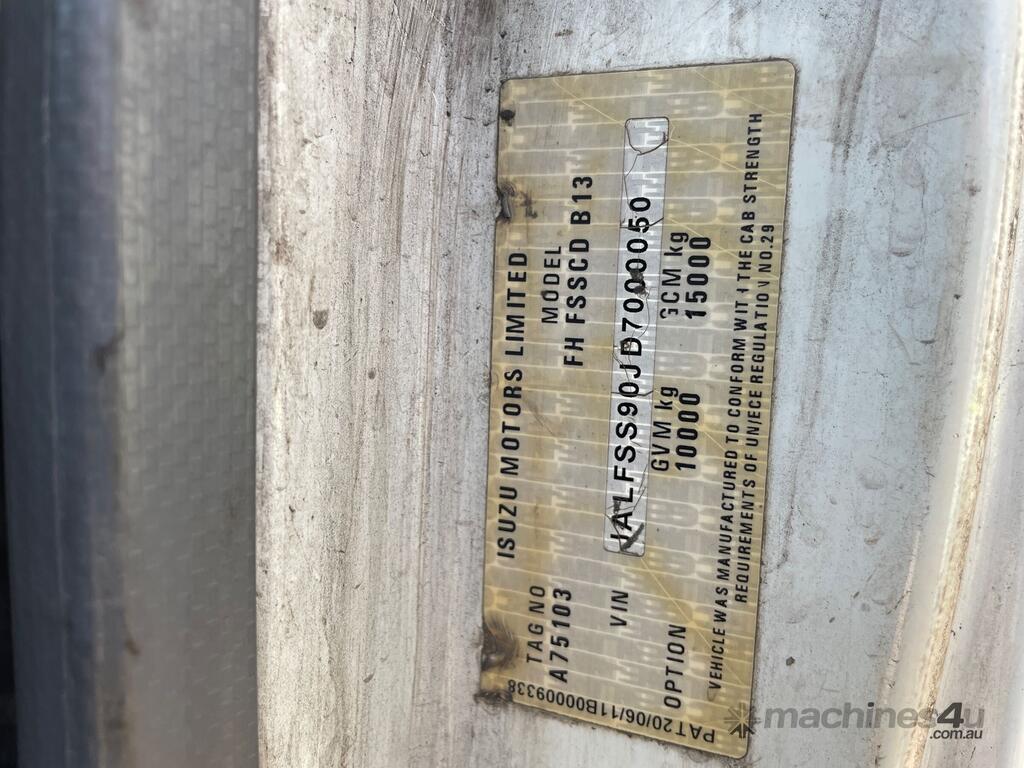 ISUZU MOTORS LIMITED
TAG NO MODEL
A75103 FH FSSCD B13
VIN JALFSS90JD7000050
GVM kg GCM kg
OPTION 10000 15000
VEHICLE WAS MANUFACTURED TO CONFORM WITH THE CAB STRENGTH
REQUIREMENTS OF UN/ECE REGULATION NO.29
PAT20/06/11B00009338
machines4u
.com.au